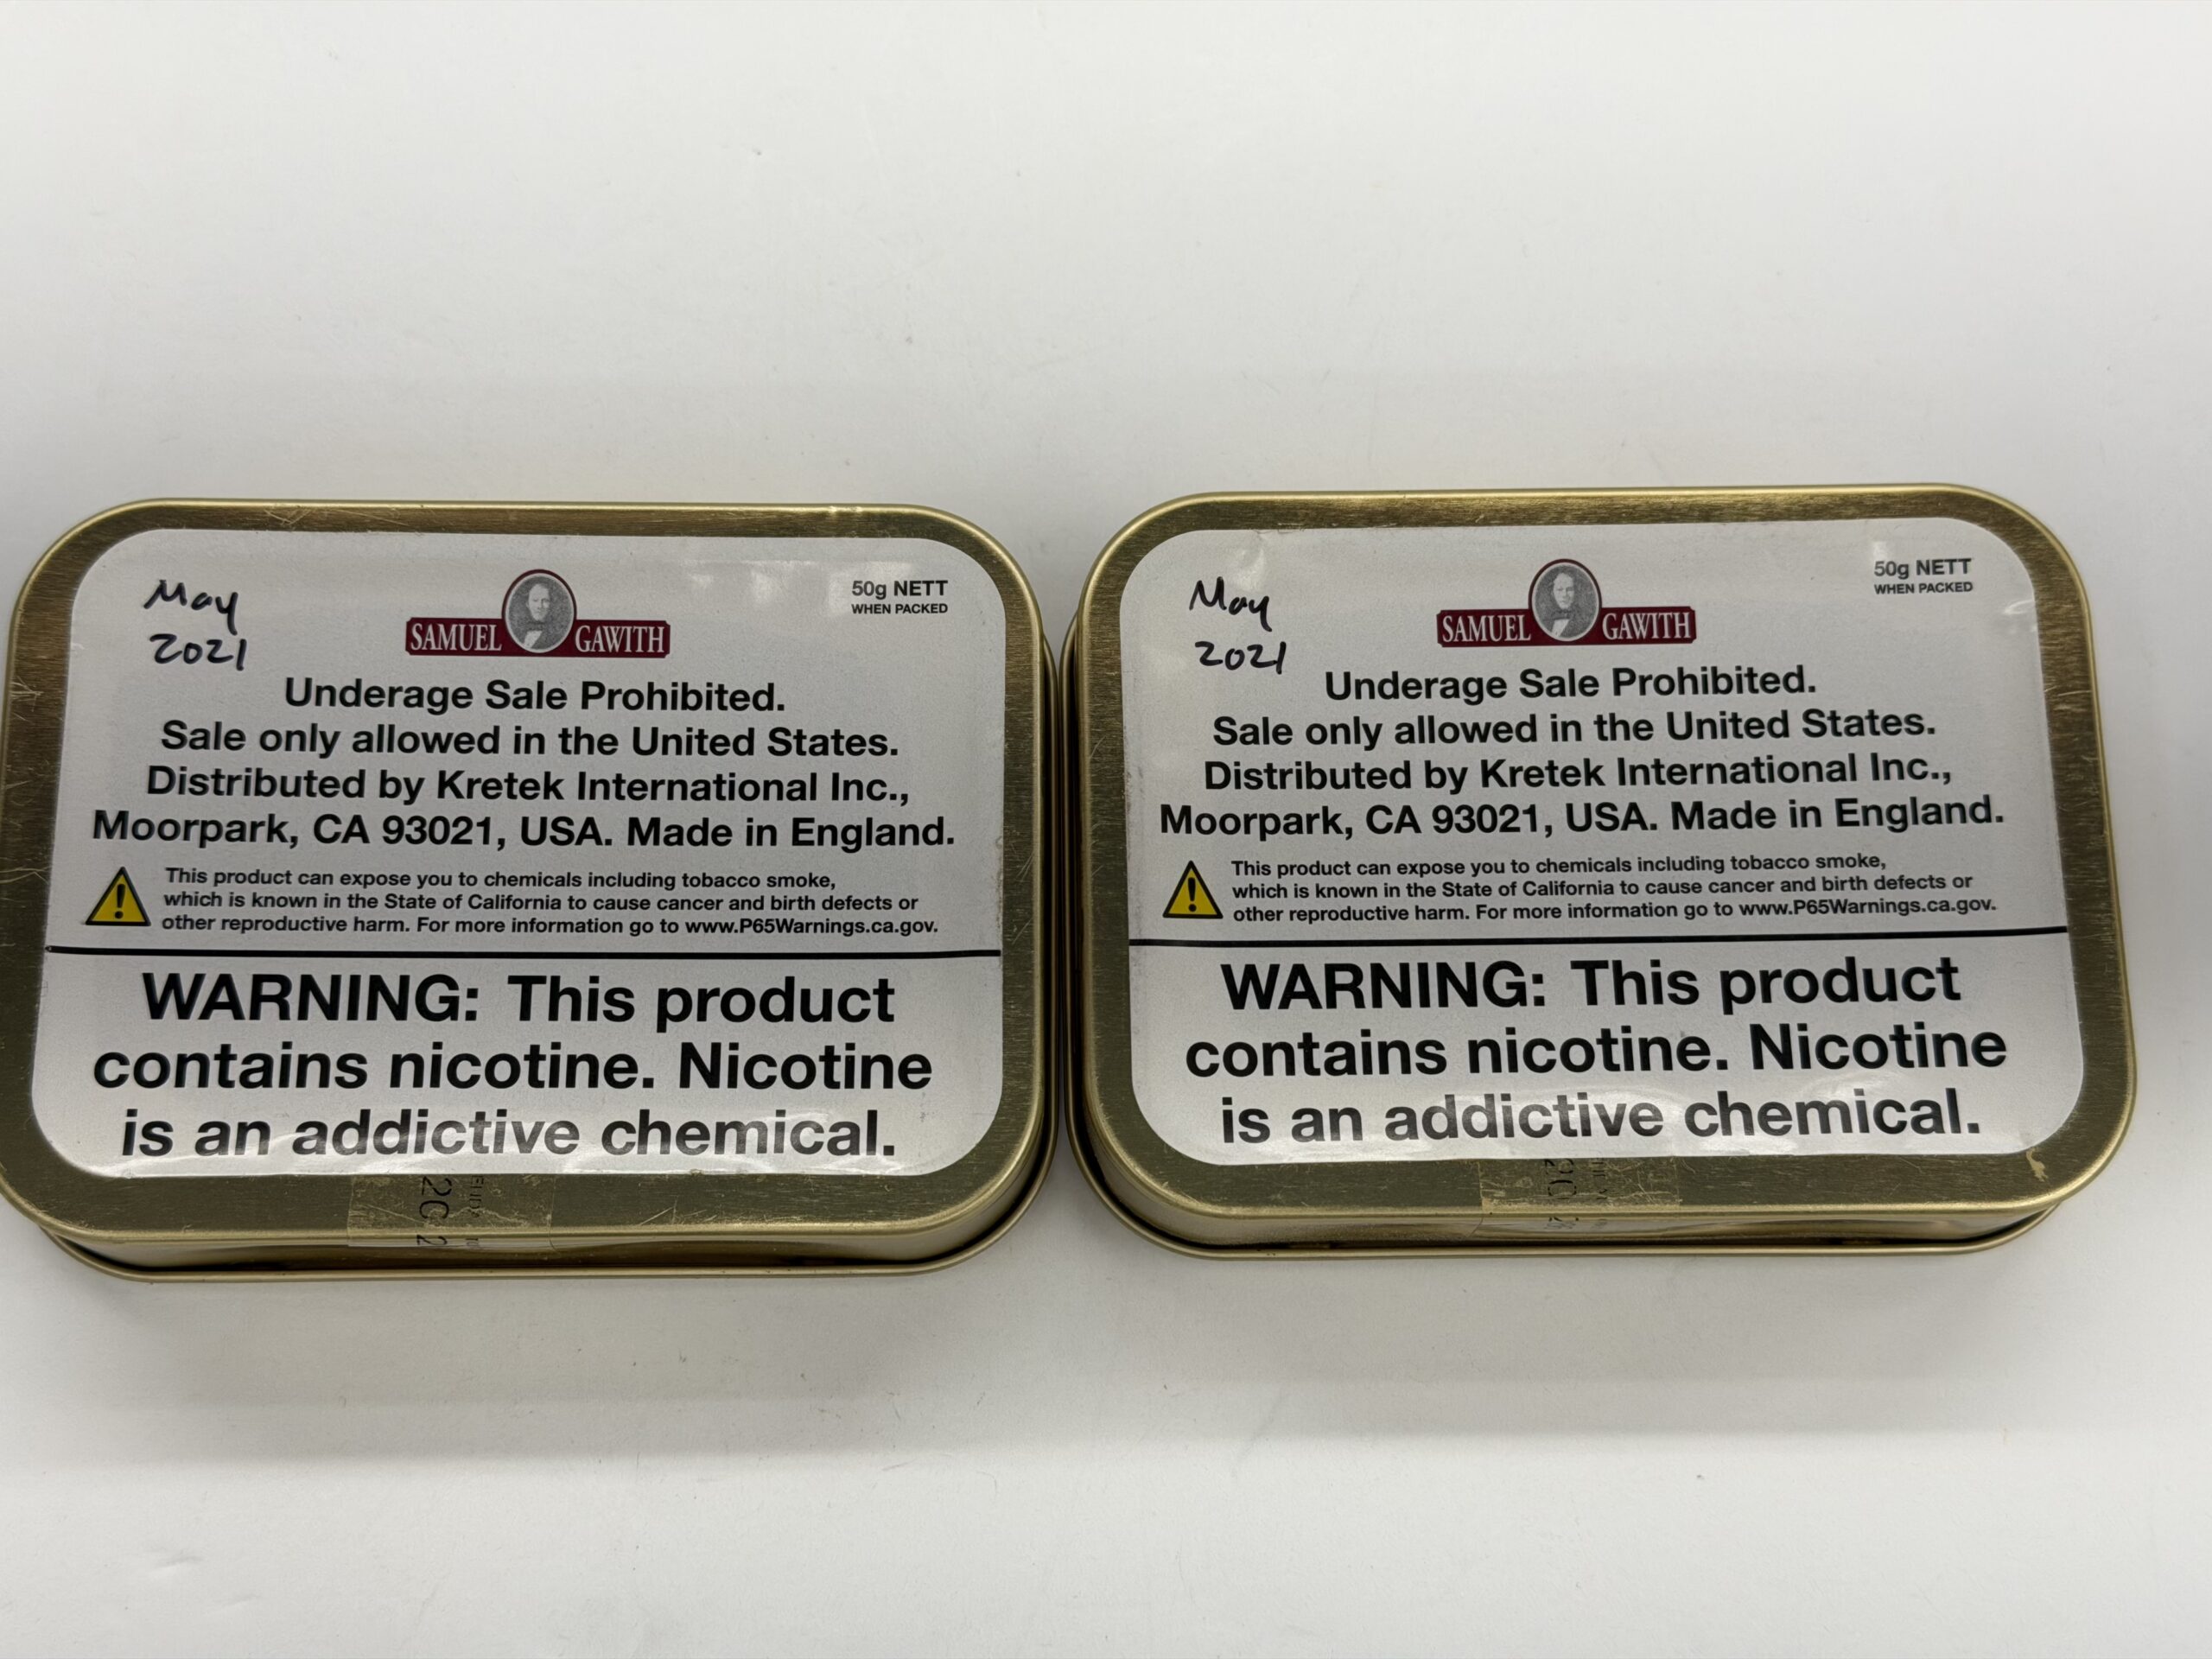 May
2021
SAMUEL GAWITH
50g NETT
WHEN PACKED
Underage Sale Prohibited.
Sale only allowed in the United States.
Distributed by Kretek International Inc.,
Moorpark, CA 93021, USA. Made in England.
This product can expose you to chemicals including tobacco smoke,
which is known in the State of California to cause cancer and birth defects or
other reproductive harm. For more information go to www.P65Warnings.ca.gov.
WARNING: This product
contains nicotine. Nicotine
is an addictive chemical.
May
2021
SAMUEL GAWITH
50g NETT
WHEN PACKED
Underage Sale Prohibited.
Sale only allowed in the United States.
Distributed by Kretek International Inc.,
Moorpark, CA 93021, USA. Made in England.
This product can expose you to chemicals including tobacco smoke,
which is known in the State of California to cause cancer and birth defects or
other reproductive harm. For more information go to www.P65Warnings.ca.gov.
WARNING: This product
contains nicotine. Nicotine
is an addictive chemical.